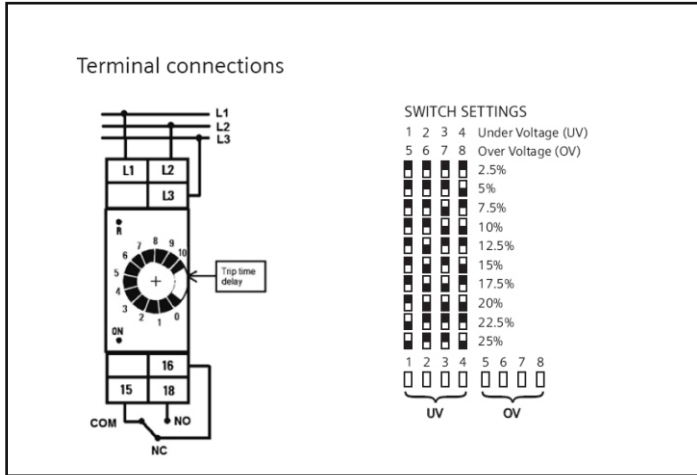 Terminal connections
L1
L2
L3
L1 L2
L3
R
0 1 2 3 4 5 6 7 8 9 10
Trip time
delay
ON
16
15 18
COM
NO
NC
SWITCH SETTINGS
1 2 3 4 Under Voltage (UV)
5 6 7 8 Over Voltage (OV)
2.5%
5%
7.5%
10%
12.5%
15%
17.5%
20%
22.5%
25%
1 2 3 4 5 6 7 8
UV OV